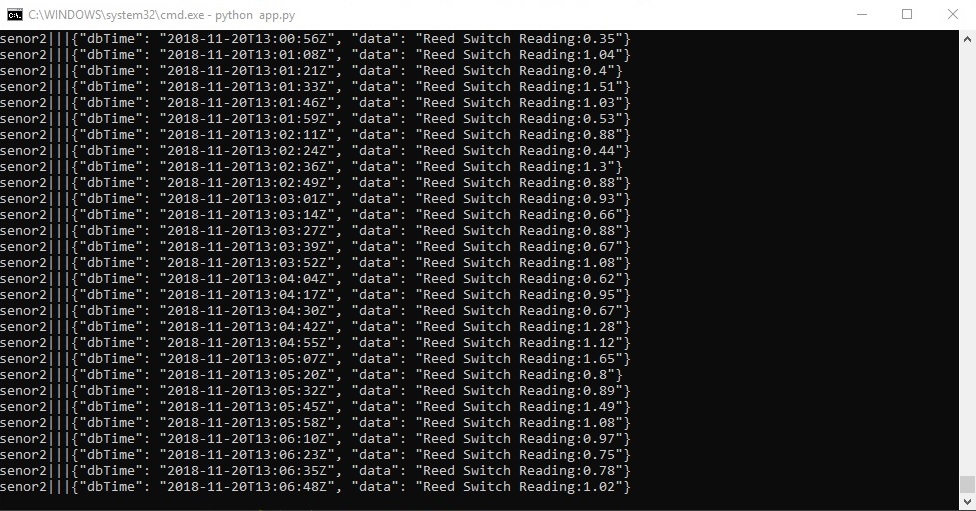 C:\WINDOWS\system32\cmd.exe - python app.py
senor2|||{"dbTime": "2018-11-20T13:00:56Z", "data": "Reed Switch Reading:0.35"}
senor2|||{"dbTime": "2018-11-20T13:01:08Z", "data": "Reed Switch Reading:1.04"}
senor2|||{"dbTime": "2018-11-20T13:01:21Z", "data": "Reed Switch Reading:0.4"}
senor2|||{"dbTime": "2018-11-20T13:01:33Z", "data": "Reed Switch Reading:1.51"}
senor2|||{"dbTime": "2018-11-20T13:01:46Z", "data": "Reed Switch Reading:1.03"}
senor2|||{"dbTime": "2018-11-20T13:01:59Z", "data": "Reed Switch Reading:0.53"}
senor2|||{"dbTime": "2018-11-20T13:02:11Z", "data": "Reed Switch Reading:0.88"}
senor2|||{"dbTime": "2018-11-20T13:02:24Z", "data": "Reed Switch Reading:0.44"}
senor2|||{"dbTime": "2018-11-20T13:02:36Z", "data": "Reed Switch Reading:1.3"}
senor2|||{"dbTime": "2018-11-20T13:02:49Z", "data": "Reed Switch Reading:0.88"}
senor2|||{"dbTime": "2018-11-20T13:03:01Z", "data": "Reed Switch Reading:0.93"}
senor2|||{"dbTime": "2018-11-20T13:03:14Z", "data": "Reed Switch Reading:0.66"}
senor2|||{"dbTime": "2018-11-20T13:03:27Z", "data": "Reed Switch Reading:0.88"}
senor2|||{"dbTime": "2018-11-20T13:03:39Z", "data": "Reed Switch Reading:0.67"}
senor2|||{"dbTime": "2018-11-20T13:03:52Z", "data": "Reed Switch Reading:1.08"}
senor2|||{"dbTime": "2018-11-20T13:04:04Z", "data": "Reed Switch Reading:0.62"}
senor2|||{"dbTime": "2018-11-20T13:04:17Z", "data": "Reed Switch Reading:0.95"}
senor2|||{"dbTime": "2018-11-20T13:04:30Z", "data": "Reed Switch Reading:0.67"}
senor2|||{"dbTime": "2018-11-20T13:04:42Z", "data": "Reed Switch Reading:1.28"}
senor2|||{"dbTime": "2018-11-20T13:04:55Z", "data": "Reed Switch Reading:1.12"}
senor2|||{"dbTime": "2018-11-20T13:05:07Z", "data": "Reed Switch Reading:1.65"}
senor2|||{"dbTime": "2018-11-20T13:05:20Z", "data": "Reed Switch Reading:0.8"}
senor2|||{"dbTime": "2018-11-20T13:05:32Z", "data": "Reed Switch Reading:0.89"}
senor2|||{"dbTime": "2018-11-20T13:05:45Z", "data": "Reed Switch Reading:1.49"}
senor2|||{"dbTime": "2018-11-20T13:05:58Z", "data": "Reed Switch Reading:1.08"}
senor2|||{"dbTime": "2018-11-20T13:06:10Z", "data": "Reed Switch Reading:0.97"}
senor2|||{"dbTime": "2018-11-20T13:06:23Z", "data": "Reed Switch Reading:0.75"}
senor2|||{"dbTime": "2018-11-20T13:06:35Z", "data": "Reed Switch Reading:0.78"}
senor2|||{"dbTime": "2018-11-20T13:06:48Z", "data": "Reed Switch Reading:1.02"}